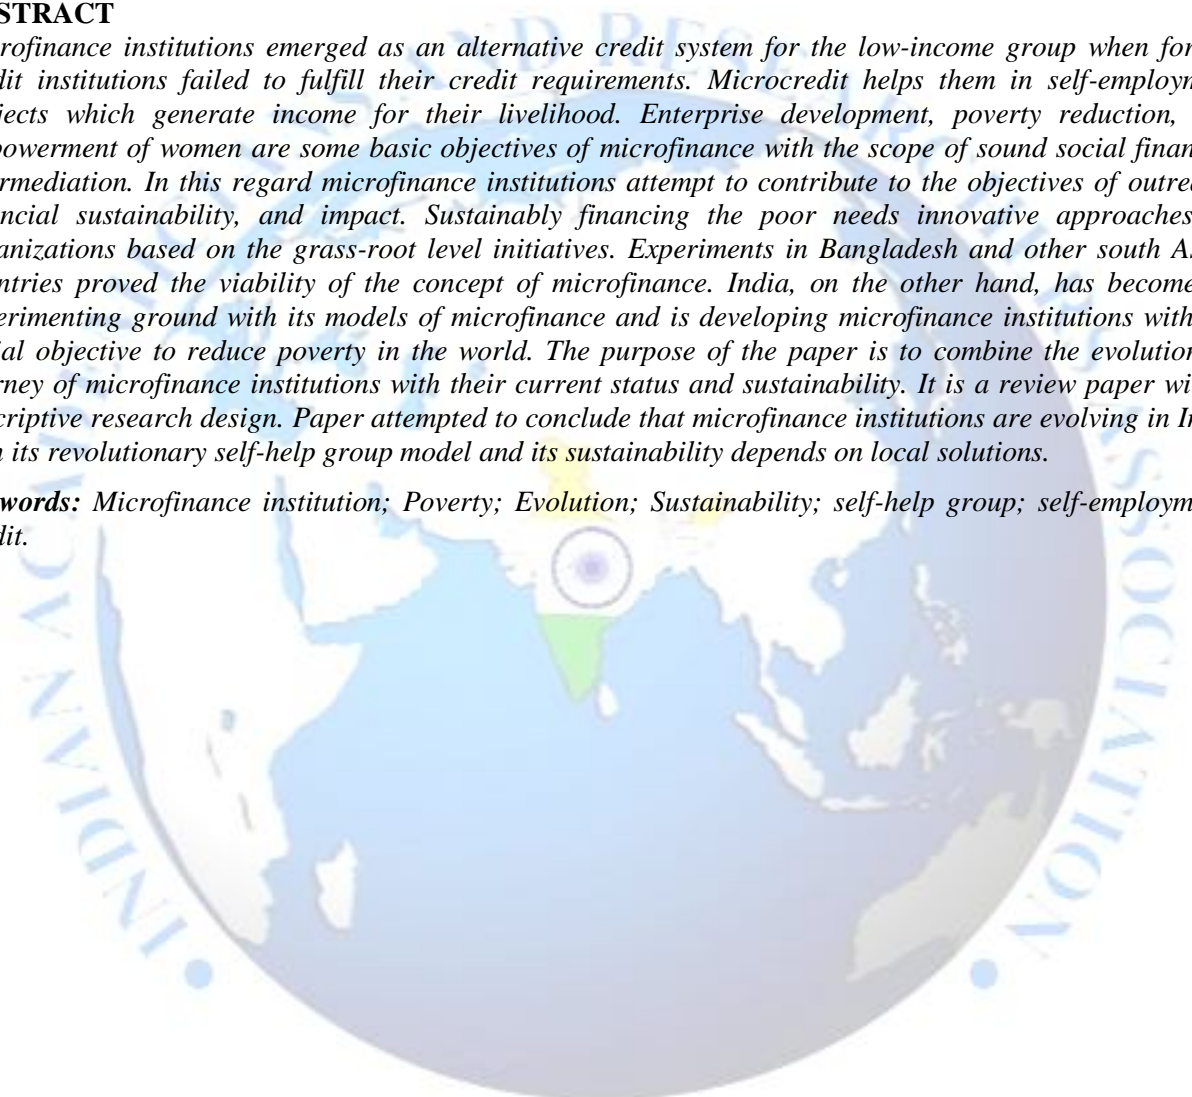 STRACT
rofinance institutions emerged as an alternative credit system for the low-income group when for
dit institutions failed to fulfill their credit requirements. Microcredit helps them in self-employm
jects which generate income for their livelihood. Enterprise development, poverty reduction,
powerment of women are some basic objectives of microfinance with the scope of sound social finan
ermediation. In this regard microfinance institutions attempt to contribute to the objectives of outrea
ncial sustainability, and impact. Sustainably financing the poor needs innovative approaches
anizations based on the grass-root level initiatives. Experiments in Bangladesh and other south As
ntries proved the viability of the concept of microfinance. India, on the other hand, has become
erimenting ground with its models of microfinance and is developing microfinance institutions with
ial objective to reduce poverty in the world. The purpose of the paper is to combine the evolution
rney of microfinance institutions with their current status and sustainability. It is a review paper wi
criptive research design. Paper attempted to conclude that microfinance institutions are evolving in In
h its revolutionary self-help group model and its sustainability depends on local solutions.
words: Microfinance institution; Poverty; Evolution; Sustainability; self-help group; self-employm
dit.
INDIAN ACADEMICIANS AND RESEARCHERS ASSOCIATION